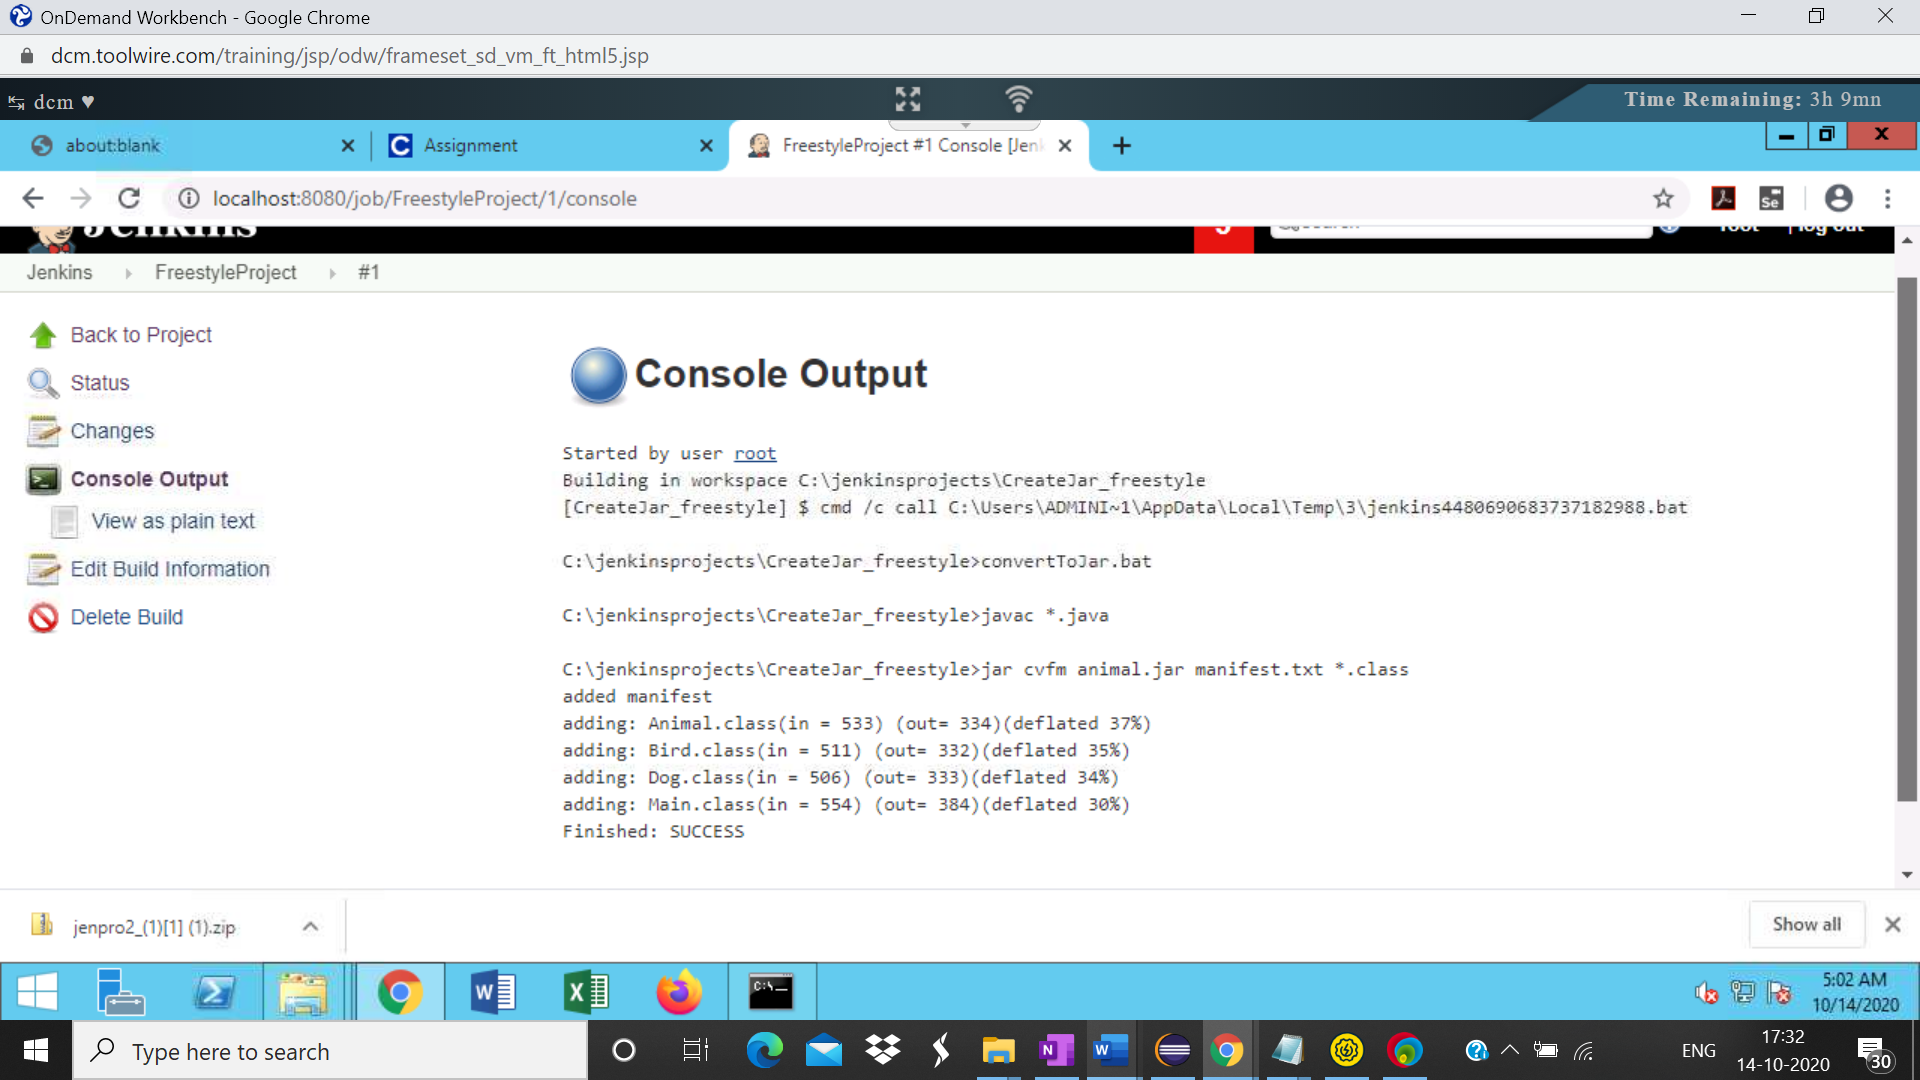 OnDemand Workbench - Google Chrome
dcm.toolwire.com/training/jsp/odw/frameset_sd_vm_ft_html5.jsp
dcm ♥
Time Remaining: 3h 9mn
about:blank
Assignment
FreestyleProject #1 Console [Jen
localhost:8080/job/FreestyleProject/1/console
Jenkins
root
log out
Jenkins
FreestyleProject
#1
Back to Project
Status
Changes
Console Output
View as plain text
Edit Build Information
Delete Build
Console Output
Started by user root
Building in workspace C:\jenkinsprojects\CreateJar_freestyle
[CreateJar_freestyle] $ cmd /c call C:\Users\ADMINI~1\AppData\Local\Temp\3\jenkins4480690683737182988.bat
C:\jenkinsprojects\CreateJar_freestyle>convertToJar.bat
C:\jenkinsprojects\CreateJar_freestyle>javac *.java
C:\jenkinsprojects\CreateJar_freestyle>jar cvfm animal.jar manifest.txt *.class
added manifest
adding: Animal.class(in = 533) (out= 334)(deflated 37%)
adding: Bird.class(in = 511) (out= 332)(deflated 35%)
adding: Dog.class(in = 506) (out= 333)(deflated 34%)
adding: Main.class(in = 554) (out= 384)(deflated 30%)
Finished: SUCCESS
jenpro2_(1)[1] (1).zip
Show all
5:02 AM
10/14/2020
Type here to search
ENG
17:32
14-10-2020
30